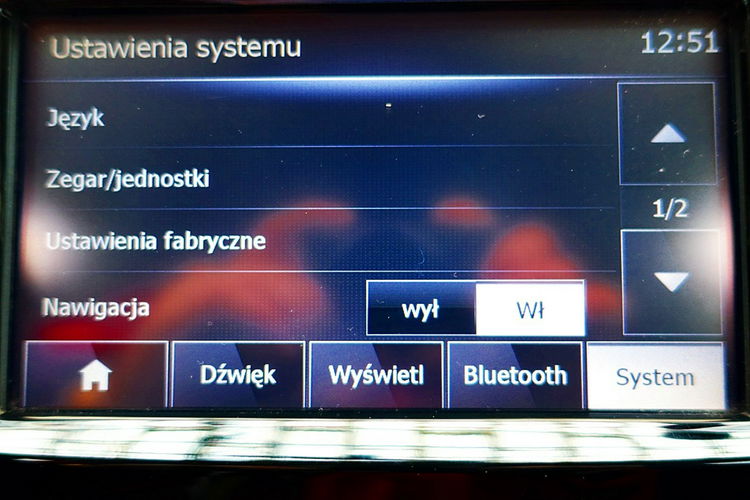 Ustawienia systemu 12:51
Język
Zegar/jednostki
1/2
Ustawienia fabryczne
Nawigacja wył Wł
Dźwięk Wyświetl Bluetooth System